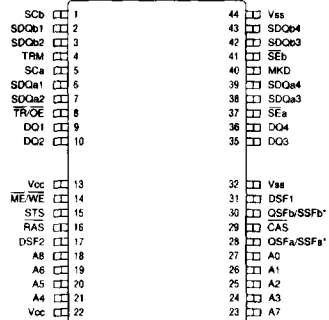 SCb 1 44 Vss
SDQb1 2 43 SDQb4
SDQb2 3 42 SDQb3
TRM 4 41 SEb
SCa 5 40 MKD
SDQa1 6 39 SDQa4
SDQa2 7 38 SDQa3
TR/OE 8 37 SEa
DQ1 9 36 DQ4
DQ2 10 35 DQ3
Vcc 13 32 Vss
ME/WE 14 31 DSF1
STS 15 30 QSFb/SSFb*
RAS 16 29 CAS
DSF2 17 28 QSFa/SSFa*
A8 18 27 A0
A6 19 26 A1
A5 20 25 A2
A4 21 24 A3
Vcc 22 23 A7